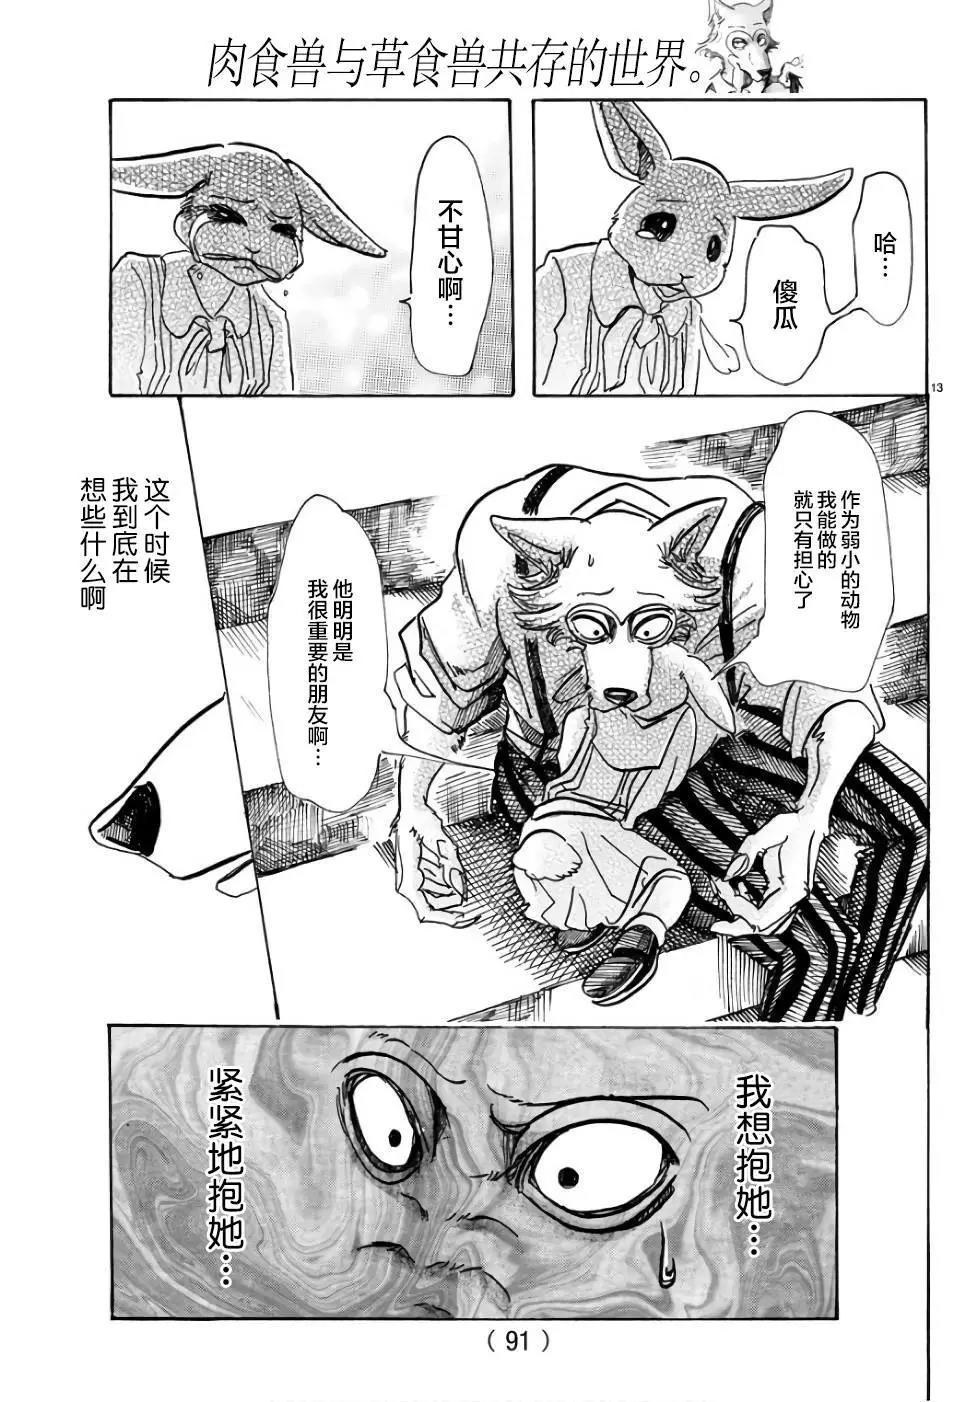 肉食兽与草食兽共存的世界。
哈…
傻瓜
不甘心啊…
13
作为弱小的动物
我能做的
就只有担心了
他明明是
我很重要的朋友啊…
这个时候
我到底在
想些什么啊
我想抱她…
紧紧地抱她…
(91)